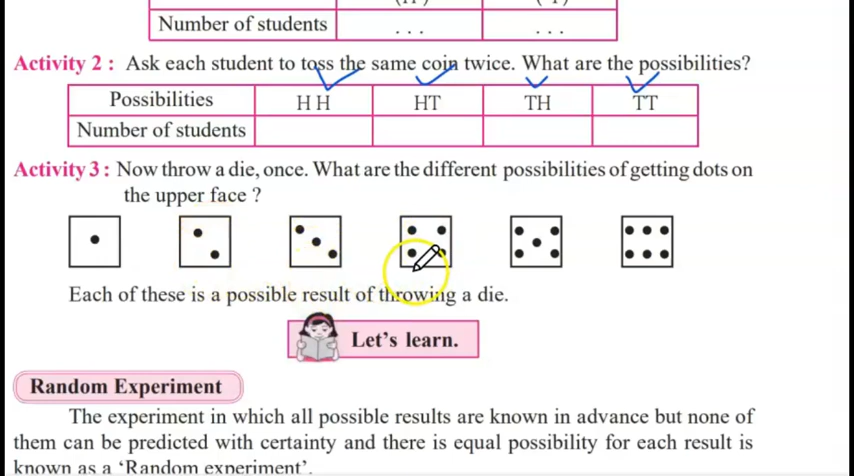 (H) (T)
Number of students . . . . . .
Activity 2 : Ask each student to toss the same coin twice. What are the possibilities?
Possibilities H H HT TH TT
Number of students
Activity 3 : Now throw a die, once. What are the different possibilities of getting dots on
the upper face ?
Each of these is a possible result of throwing a die.
Let's learn.
Random Experiment
The experiment in which all possible results are known in advance but none of
them can be predicted with certainty and there is equal possibility for each result is
known as a 'Random experiment'.